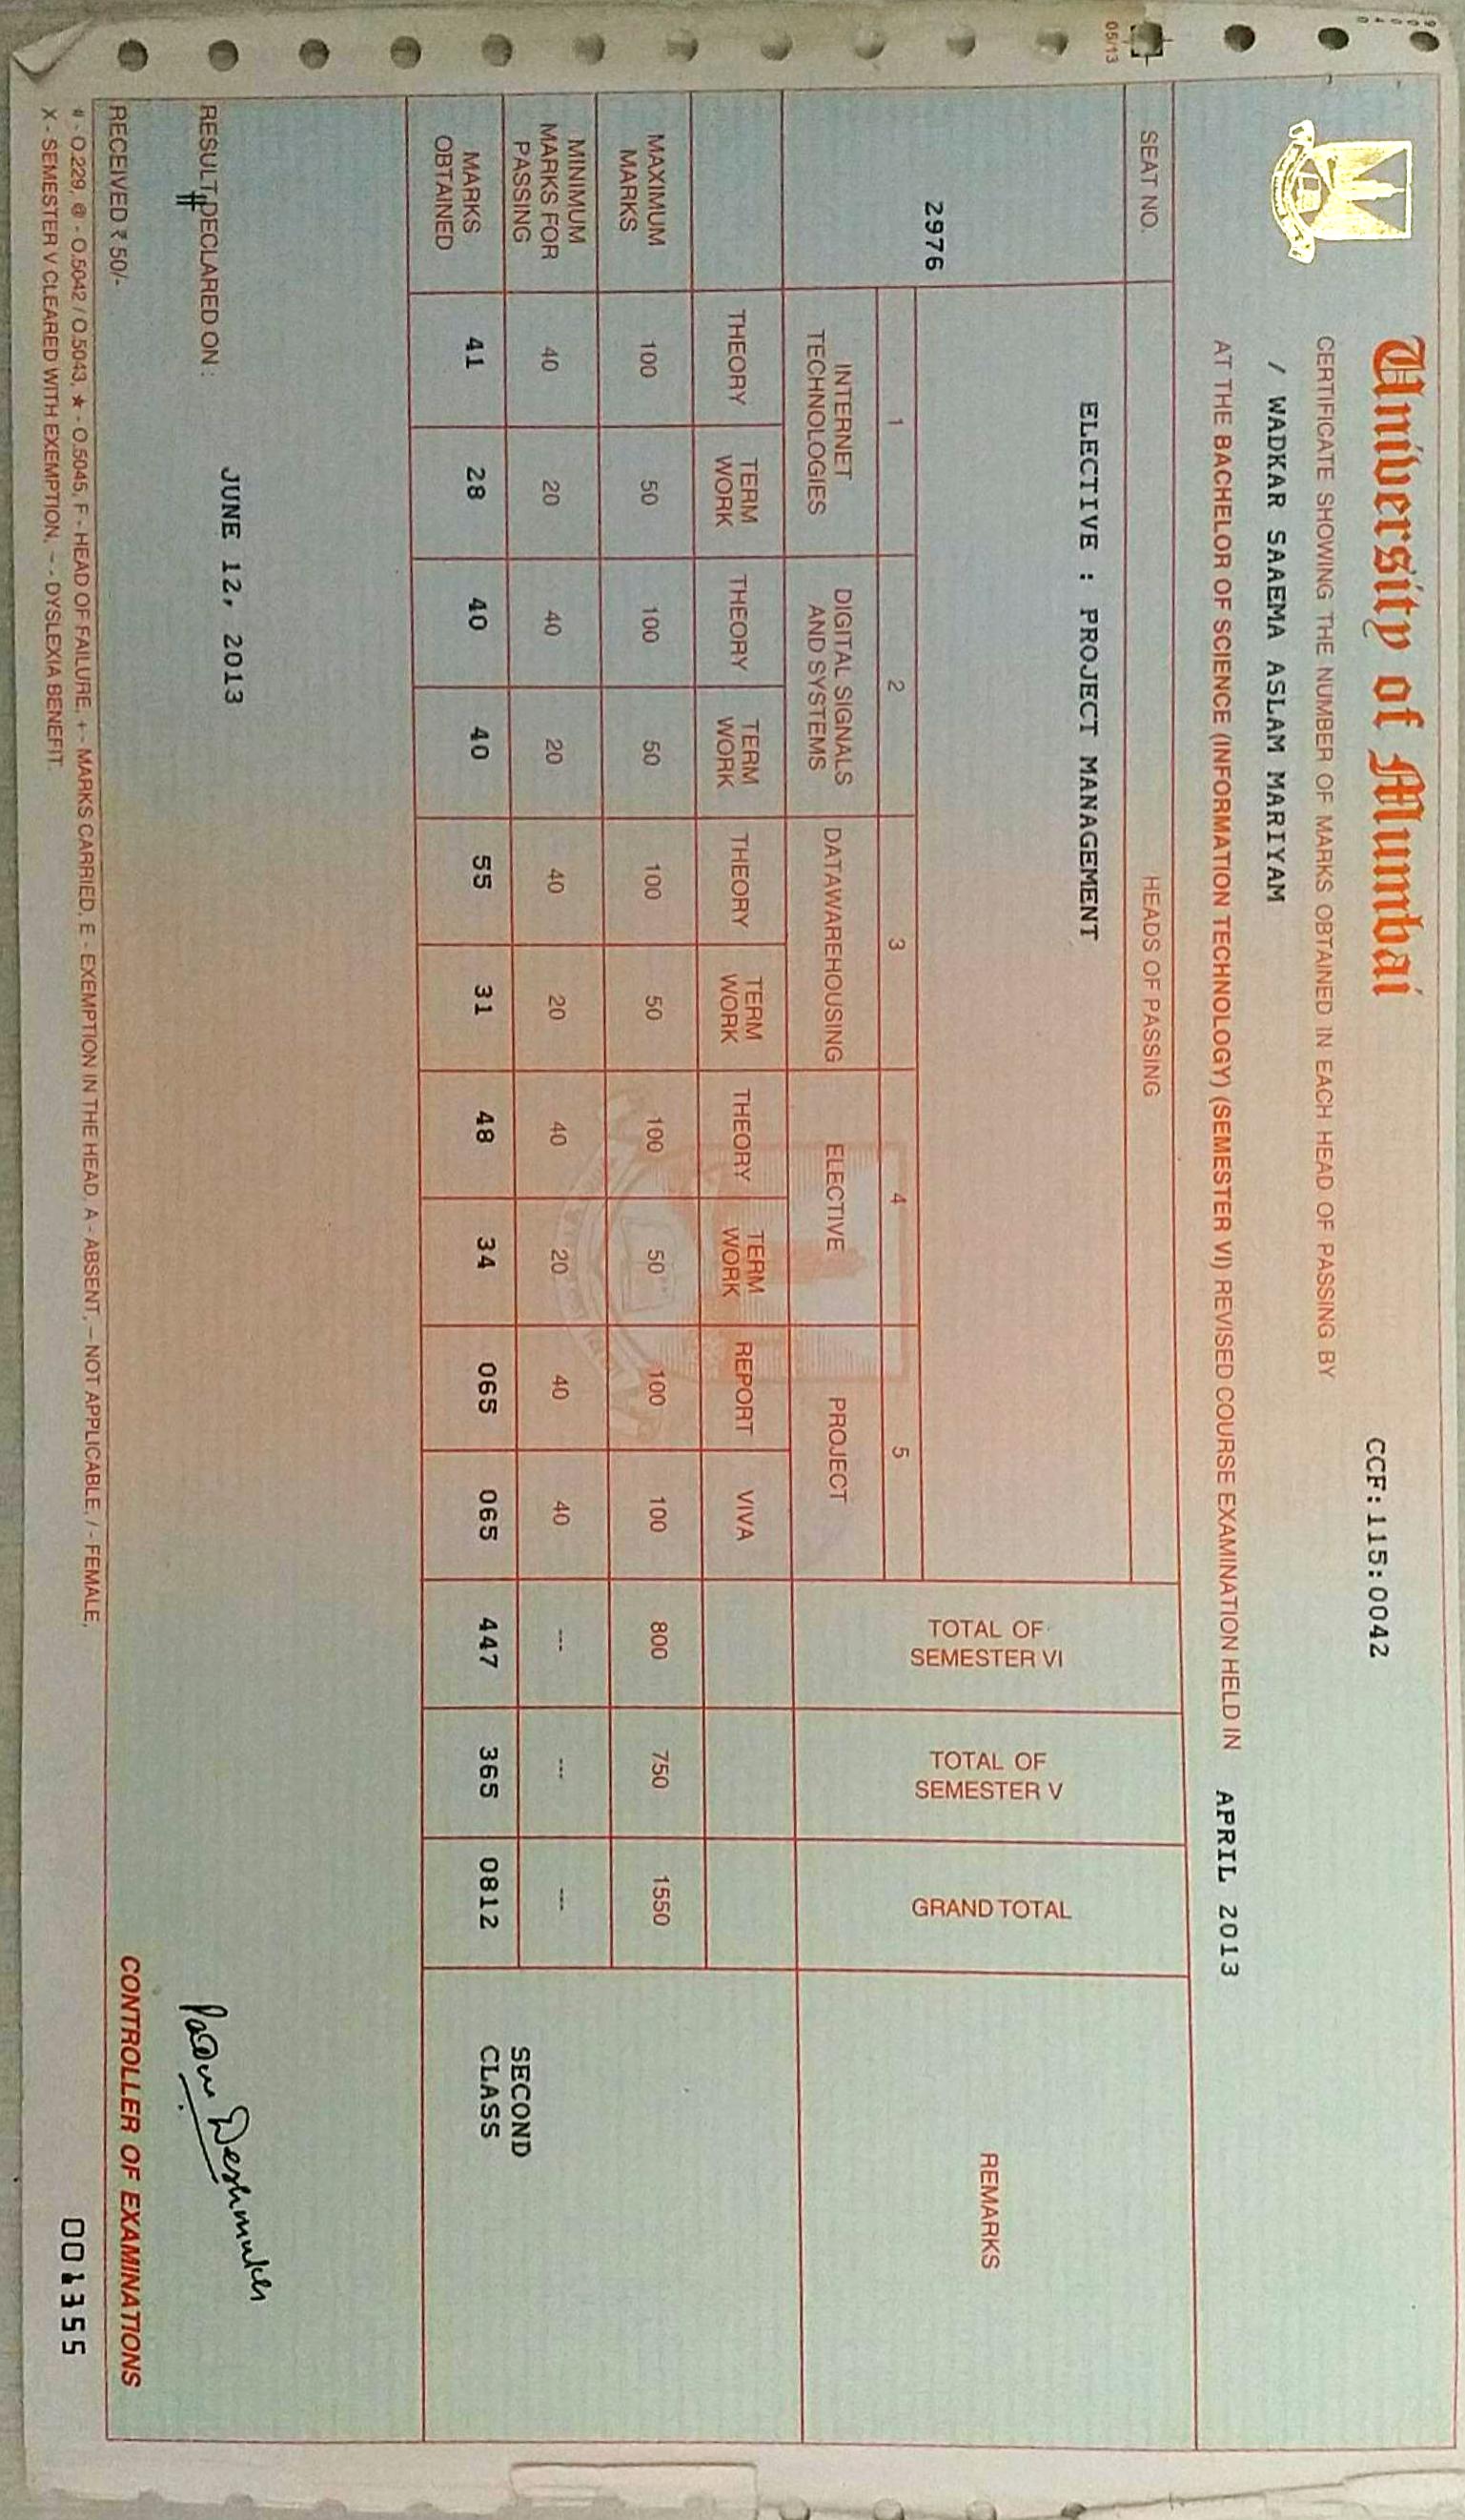 University of Mumbai
CCF:115:0042
CERTIFICATE SHOWING THE NUMBER OF MARKS OBTAINED IN EACH HEAD OF PASSING BY
/ WADKAR SAAEMA ASLAM MARIYAM
AT THE BACHELOR OF SCIENCE (INFORMATION TECHNOLOGY) (SEMESTER VI) REVISED COURSE EXAMINATION HELD IN APRIL 2013
05/13
SEAT NO. HEADS OF PASSING TOTAL OF SEMESTER VI TOTAL OF SEMESTER V GRAND TOTAL REMARKS
ELECTIVE : PROJECT MANAGEMENT
2976
1 2 3 4 5
INTERNET TECHNOLOGIES DIGITAL SIGNALS AND SYSTEMS DATAWAREHOUSING ELECTIVE PROJECT
THEORY TERM WORK THEORY TERM WORK THEORY TERM WORK THEORY TERM WORK REPORT VIVA
MAXIMUM MARKS 100 50 100 50 100 50 100 50 100 100 800 750 1550
MINIMUM MARKS FOR PASSING 40 20 40 20 40 20 40 20 40 40 --- --- ---
MARKS OBTAINED 41 28 40 40 55 31 48 34 065 065 447 365 0812
SECOND CLASS
RESULT DECLARED ON : JUNE 12, 2013
#
RECEIVED ₹ 50/-
CONTROLLER OF EXAMINATIONS
# - O.229, @ - O.5042 / O.5043, ★ - O.5045, F - HEAD OF FAILURE, + - MARKS CARRIED, E - EXEMPTION IN THE HEAD, A - ABSENT, -- NOT APPLICABLE, / - FEMALE,
X - SEMESTER V CLEARED WITH EXEMPTION, ~ - DYSLEXIA BENEFIT
001355